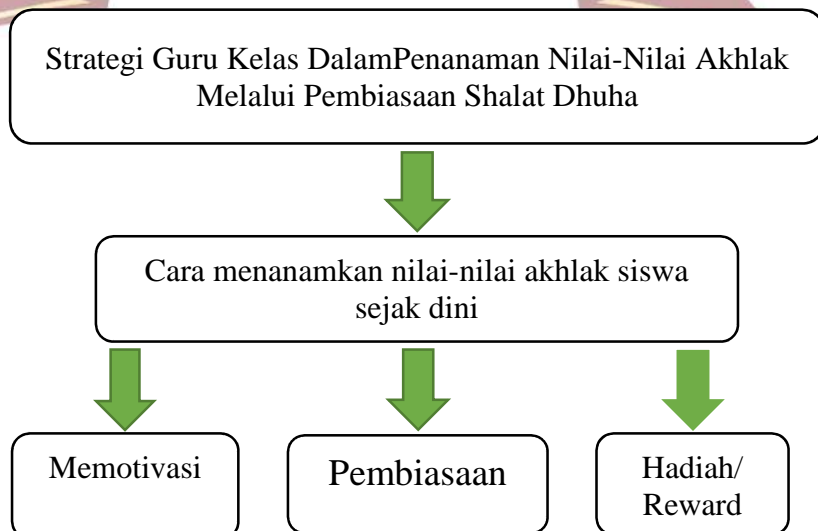 Strategi Guru Kelas DalamPenanaman Nilai-Nilai Akhlak
Melalui Pembiasaan Shalat Dhuha
Cara menanamkan nilai-nilai akhlak siswa
sejak dini
Memotivasi
Pembiasaan
Hadiah/
Reward